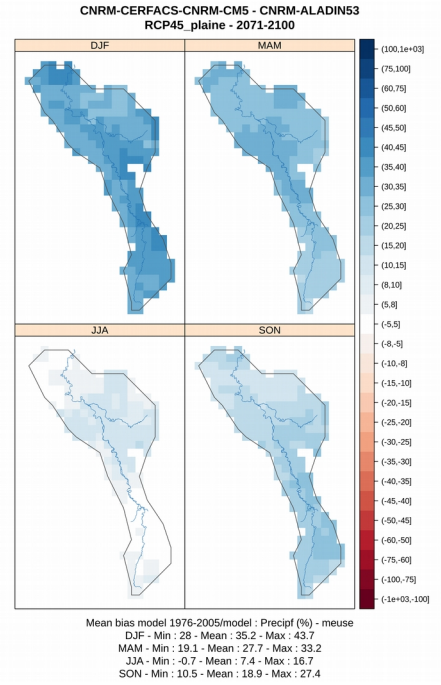 CNRM-CERFACS-CNRM-CM5 - CNRM-ALADIN53
RCP45_plaine - 2071-2100
DJF
MAM
JJA
SON
(100,1e+03]
(75,100]
(60,75]
(50,60]
(45,50]
(40,45]
(35,40]
(30,35]
(25,30]
(20,25]
(15,20]
(10,15]
(8,10]
(5,8]
(-5,5]
(-8,-5]
(-10,-8]
(-15,-10]
(-20,-15]
(-25,-20]
(-30,-25]
(-35,-30]
(-40,-35]
(-45,-40]
(-50,-45]
(-60,-50]
(-75,-60]
(-100,-75]
(-1e+03,-100]
Mean bias model 1976-2005/model : Precipf (%) - meuse
DJF - Min : 28 - Mean : 35.2 - Max : 43.7
MAM - Min : 19.1 - Mean : 27.7 - Max : 33.2
JJA - Min : -0.7 - Mean : 7.4 - Max : 16.7
SON - Min : 10.5 - Mean : 18.9 - Max : 27.4